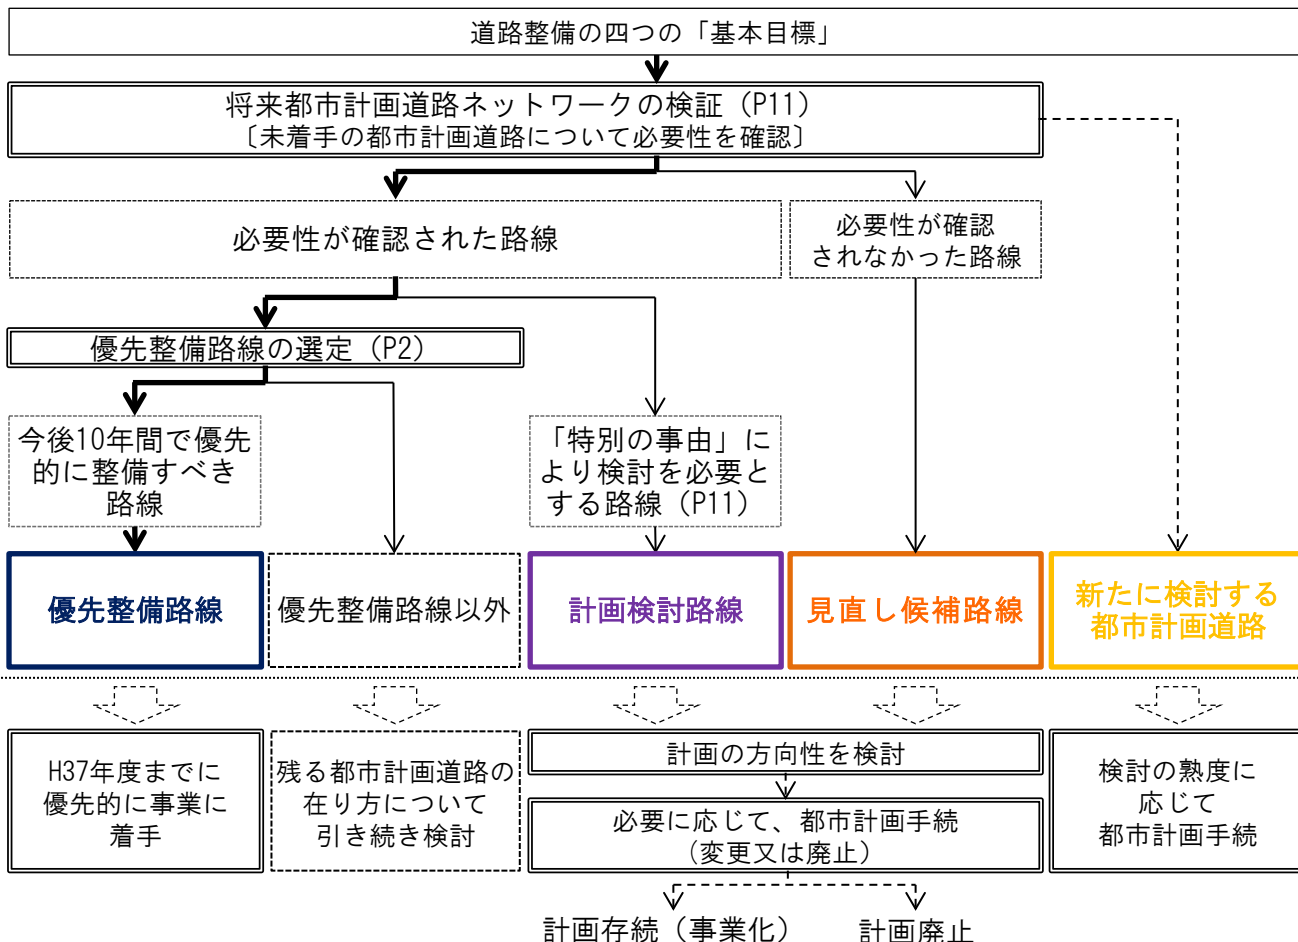 道路整備の四つの「基本目標」
将来都市計画道路ネットワークの検証(P11)
〔未着手の都市計画道路について必要性を確認〕
必要性が確認された路線
必要性が確認
されなかった路線
優先整備路線の選定(P2)
今後10年間で優先
的に整備すべき
路線
「特別の事由」に
より検討を必要と
する路線(P11)
優先整備路線
優先整備路線以外
計画検討路線
見直し候補路線
新たに検討する
都市計画道路
H37年度までに
優先的に事業に
着手
残る都市計画道路の
在り方について
引き続き検討
計画の方向性を検討
必要に応じて、都市計画手続
(変更又は廃止)
検討の熟度に
応じて
都市計画手続
計画存続(事業化)
計画廃止